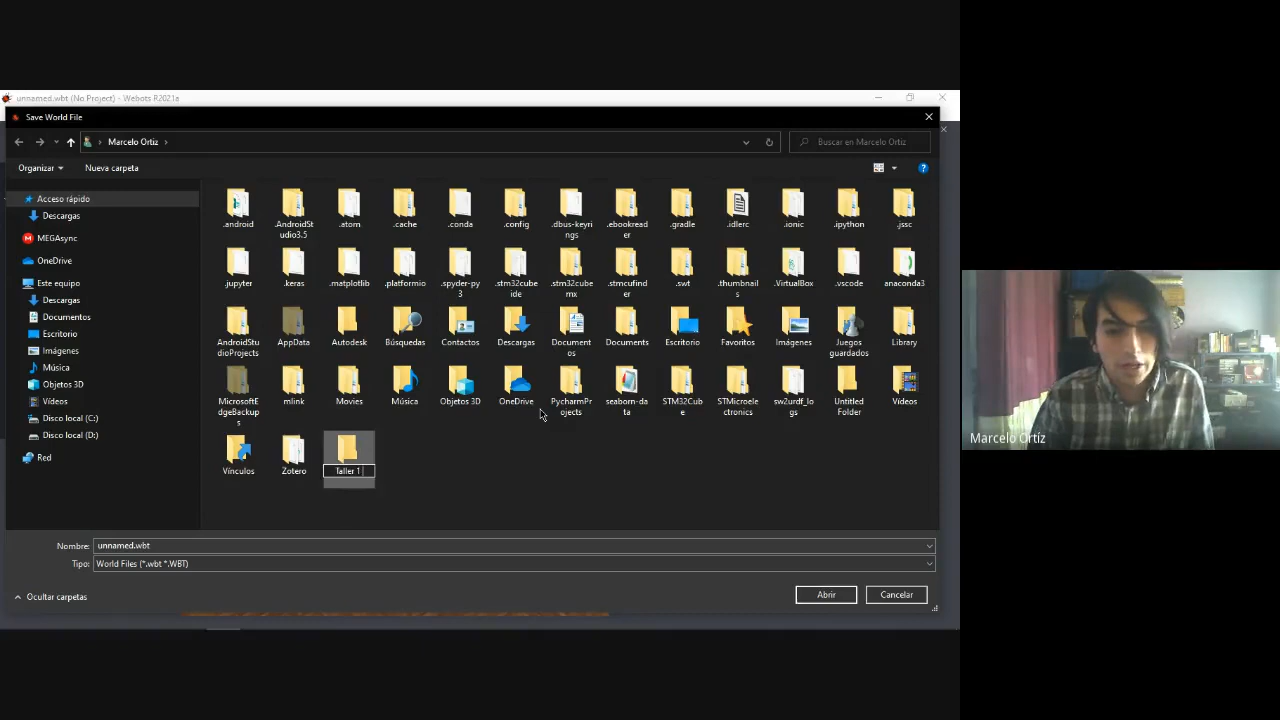 unnamed.wbt (No Project) - Webots R2021a
Save World File
Marcelo Ortiz
Buscar en Marcelo Ortiz
Organizar
Nueva carpeta
Acceso rápido
Descargas
MEGAsync
OneDrive
Este equipo
Descargas
Documentos
Escritorio
Imágenes
Música
Objetos 3D
Vídeos
Disco local (C:)
Disco local (D:)
Red
.android
.AndroidStudio3.5
.atom
.cache
.conda
.config
.dbus-keyrings
.ebookreader
.gradle
.idlerc
.ionic
.ipython
.jssc
.jupyter
.keras
.matplotlib
.platformio
.spyder-py3
.stm32cubeide
.stm32cubemx
.stmcufinder
.swt
.thumbnails
.VirtualBox
.vscode
anaconda3
AndroidStudioProjects
AppData
Autodesk
Búsquedas
Contactos
Descargas
Documentos
Documents
Escritorio
Favoritos
Imágenes
Juegos guardados
Library
MicrosoftEdgeBackups
mlink
Movies
Música
Objetos 3D
OneDrive
PycharmProjects
seaborn-data
STM32Cube
STMicroelectronics
sw2urdf_logs
Untitled Folder
Vídeos
Vínculos
Zotero
Taller 1
Nombre: unnamed.wbt
Tipo: World Files (*.wbt *.WBT)
Ocultar carpetas
Abrir
Cancelar
Marcelo Ortíz